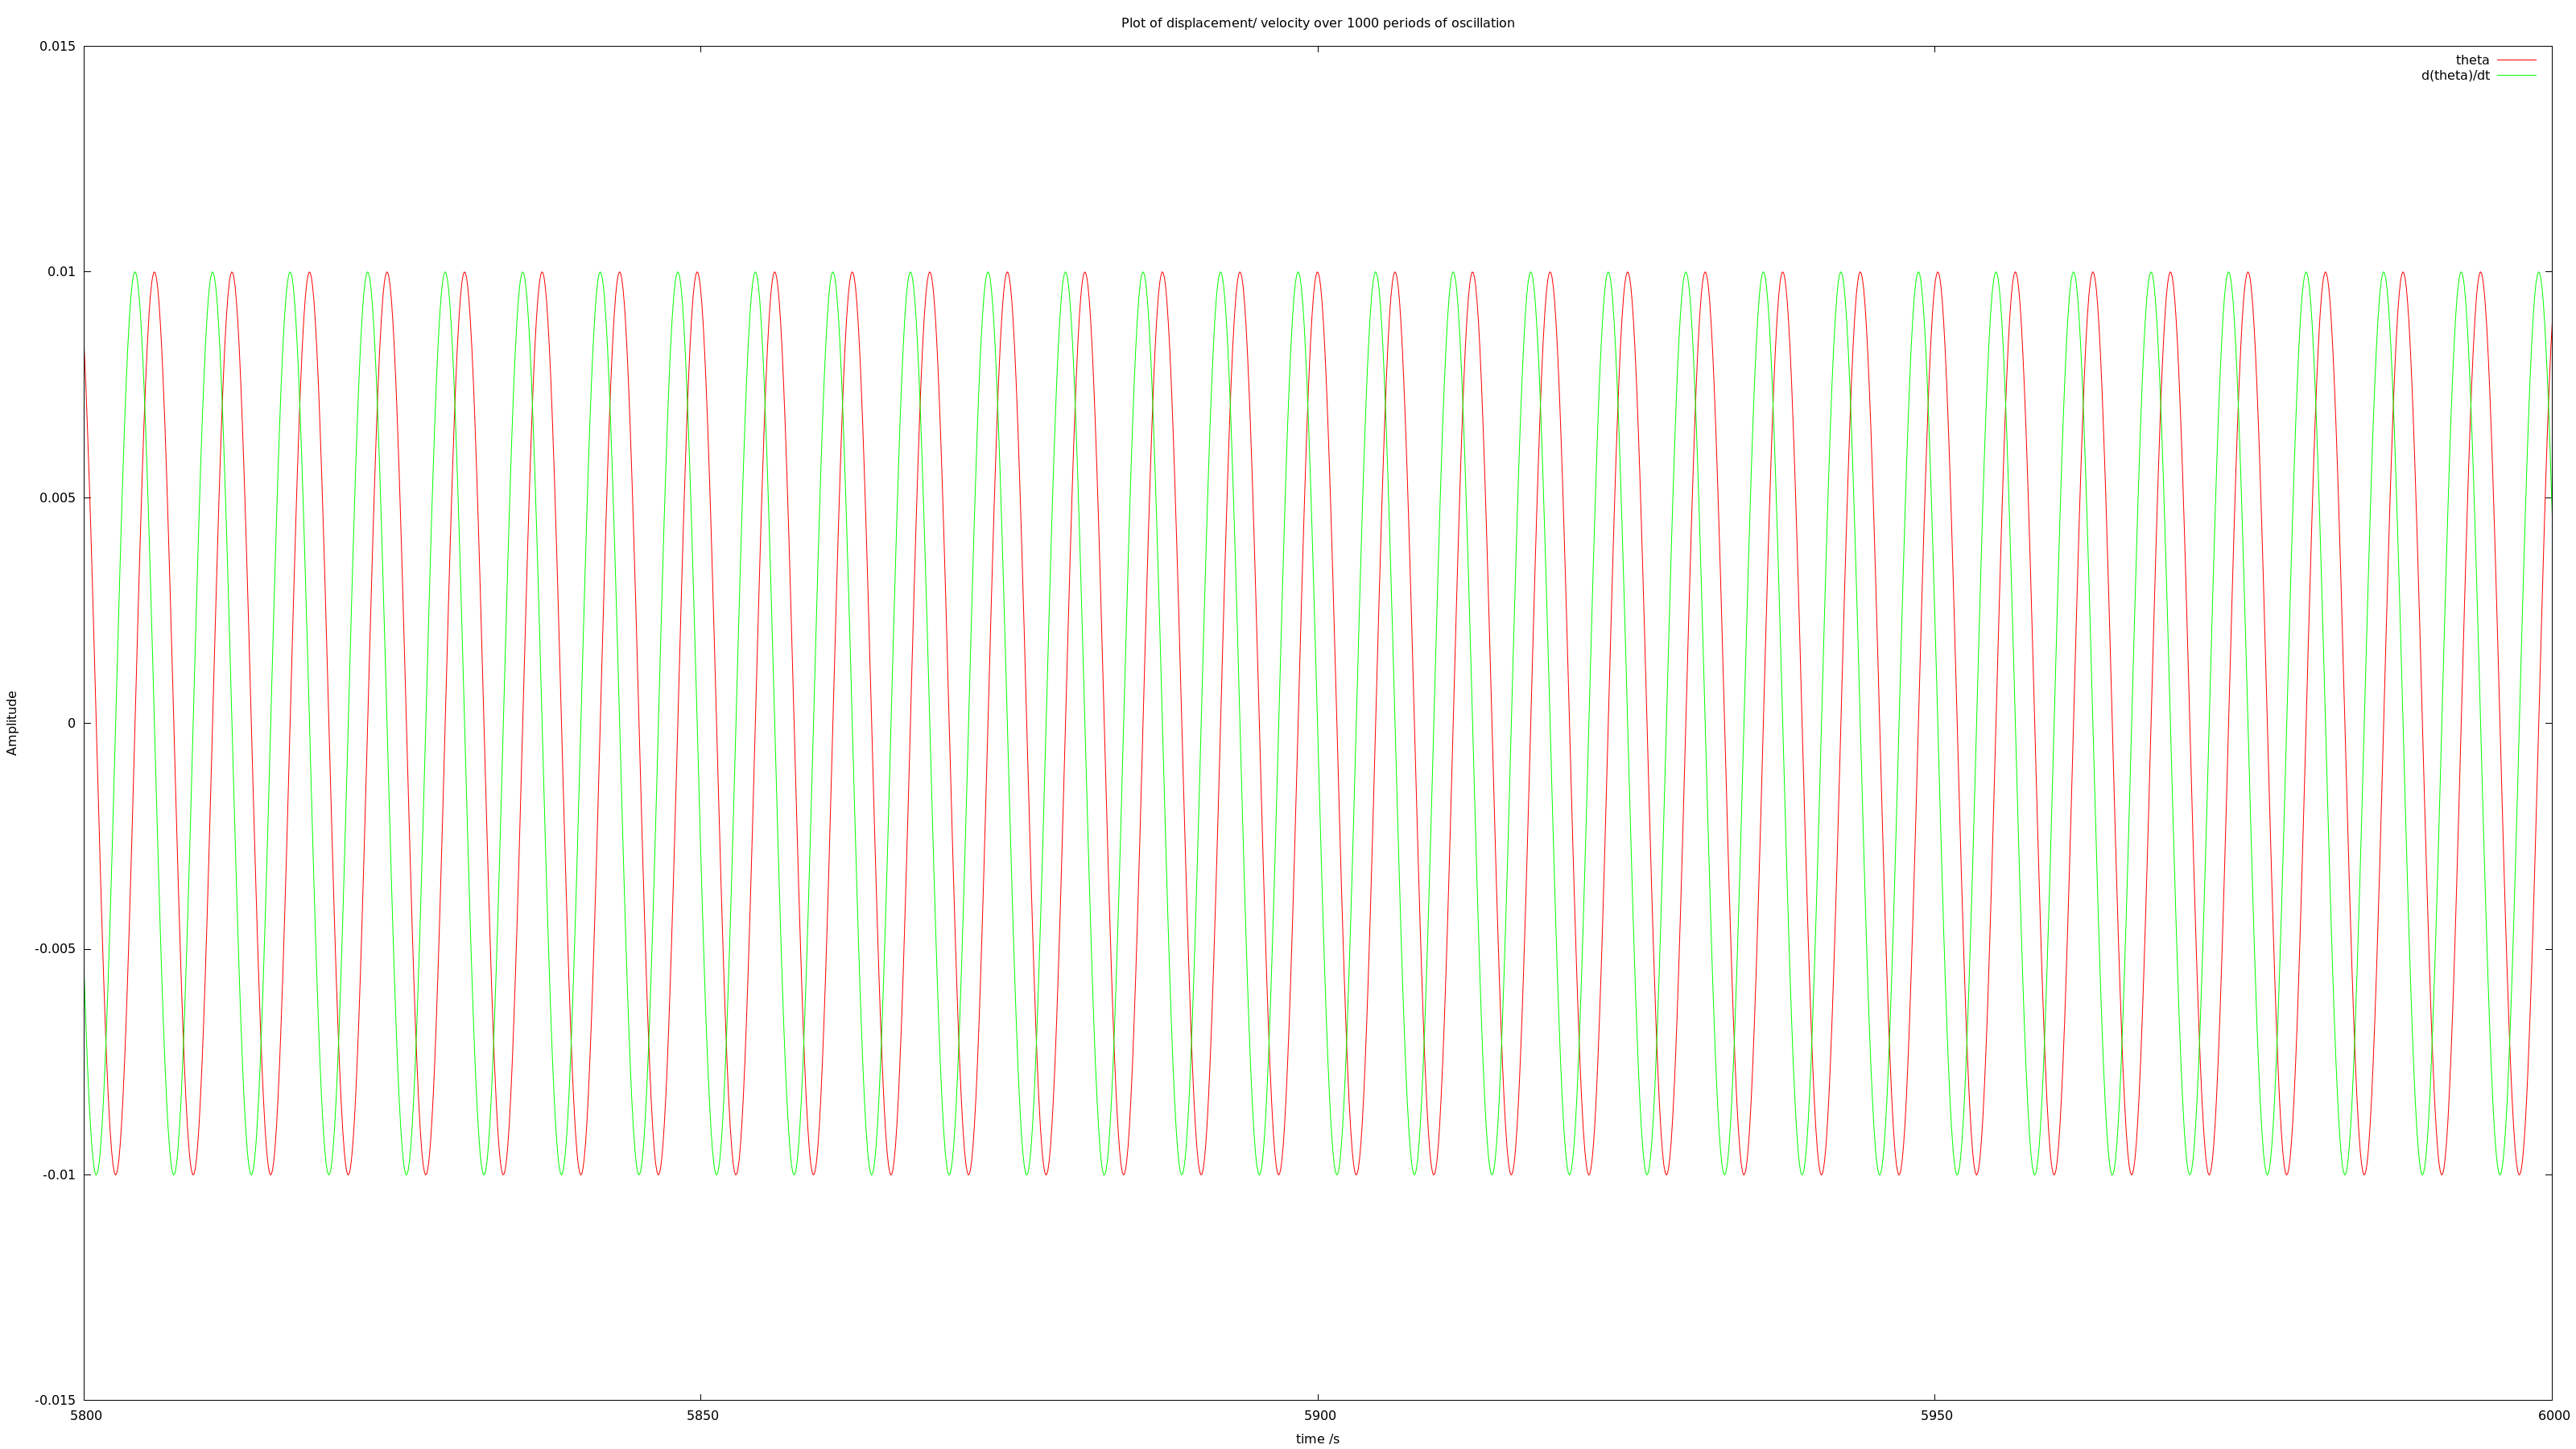 Plot of displacement/ velocity over 1000 periods of oscillation
0.015
theta
d(theta)/dt
0.01
0.005
0
-0.005
-0.01
-0.015
Amplitude
5800 5850 5900 5950 6000
time /s